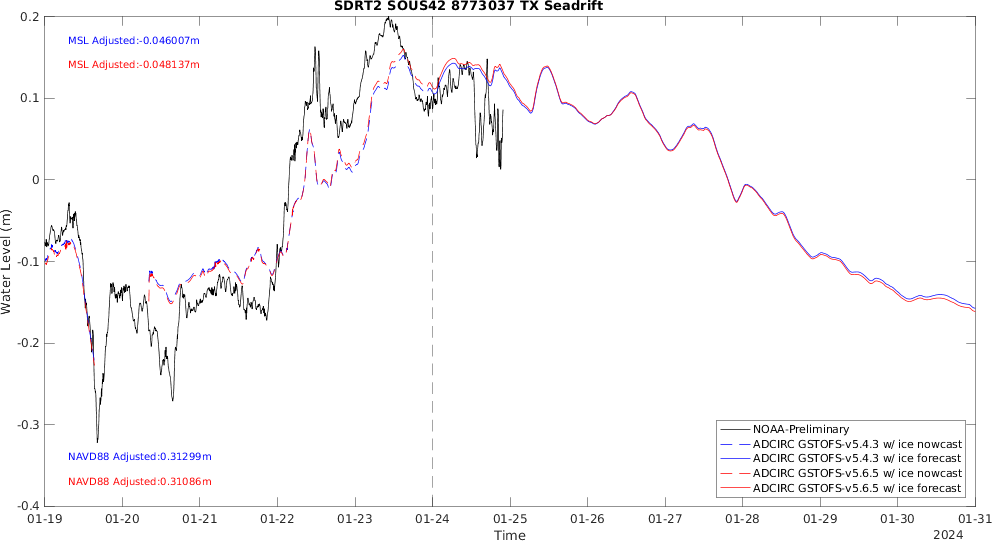 SDRT2 SOUS42 8773037 TX Seadrift
MSL Adjusted:-0.046007m
MSL Adjusted:-0.048137m
0.2
0.1
0
-0.1
-0.2
-0.3
-0.4
Water Level (m)
NAVD88 Adjusted:0.31299m
NAVD88 Adjusted:0.31086m
NOAA-Preliminary
ADCIRC GSTOFS-v5.4.3 w/ ice nowcast
ADCIRC GSTOFS-v5.4.3 w/ ice forecast
ADCIRC GSTOFS-v5.6.5 w/ ice nowcast
ADCIRC GSTOFS-v5.6.5 w/ ice forecast
01-19 01-20 01-21 01-22 01-23 01-24 01-25 01-26 01-27 01-28 01-29 01-30 01-31
Time
2024